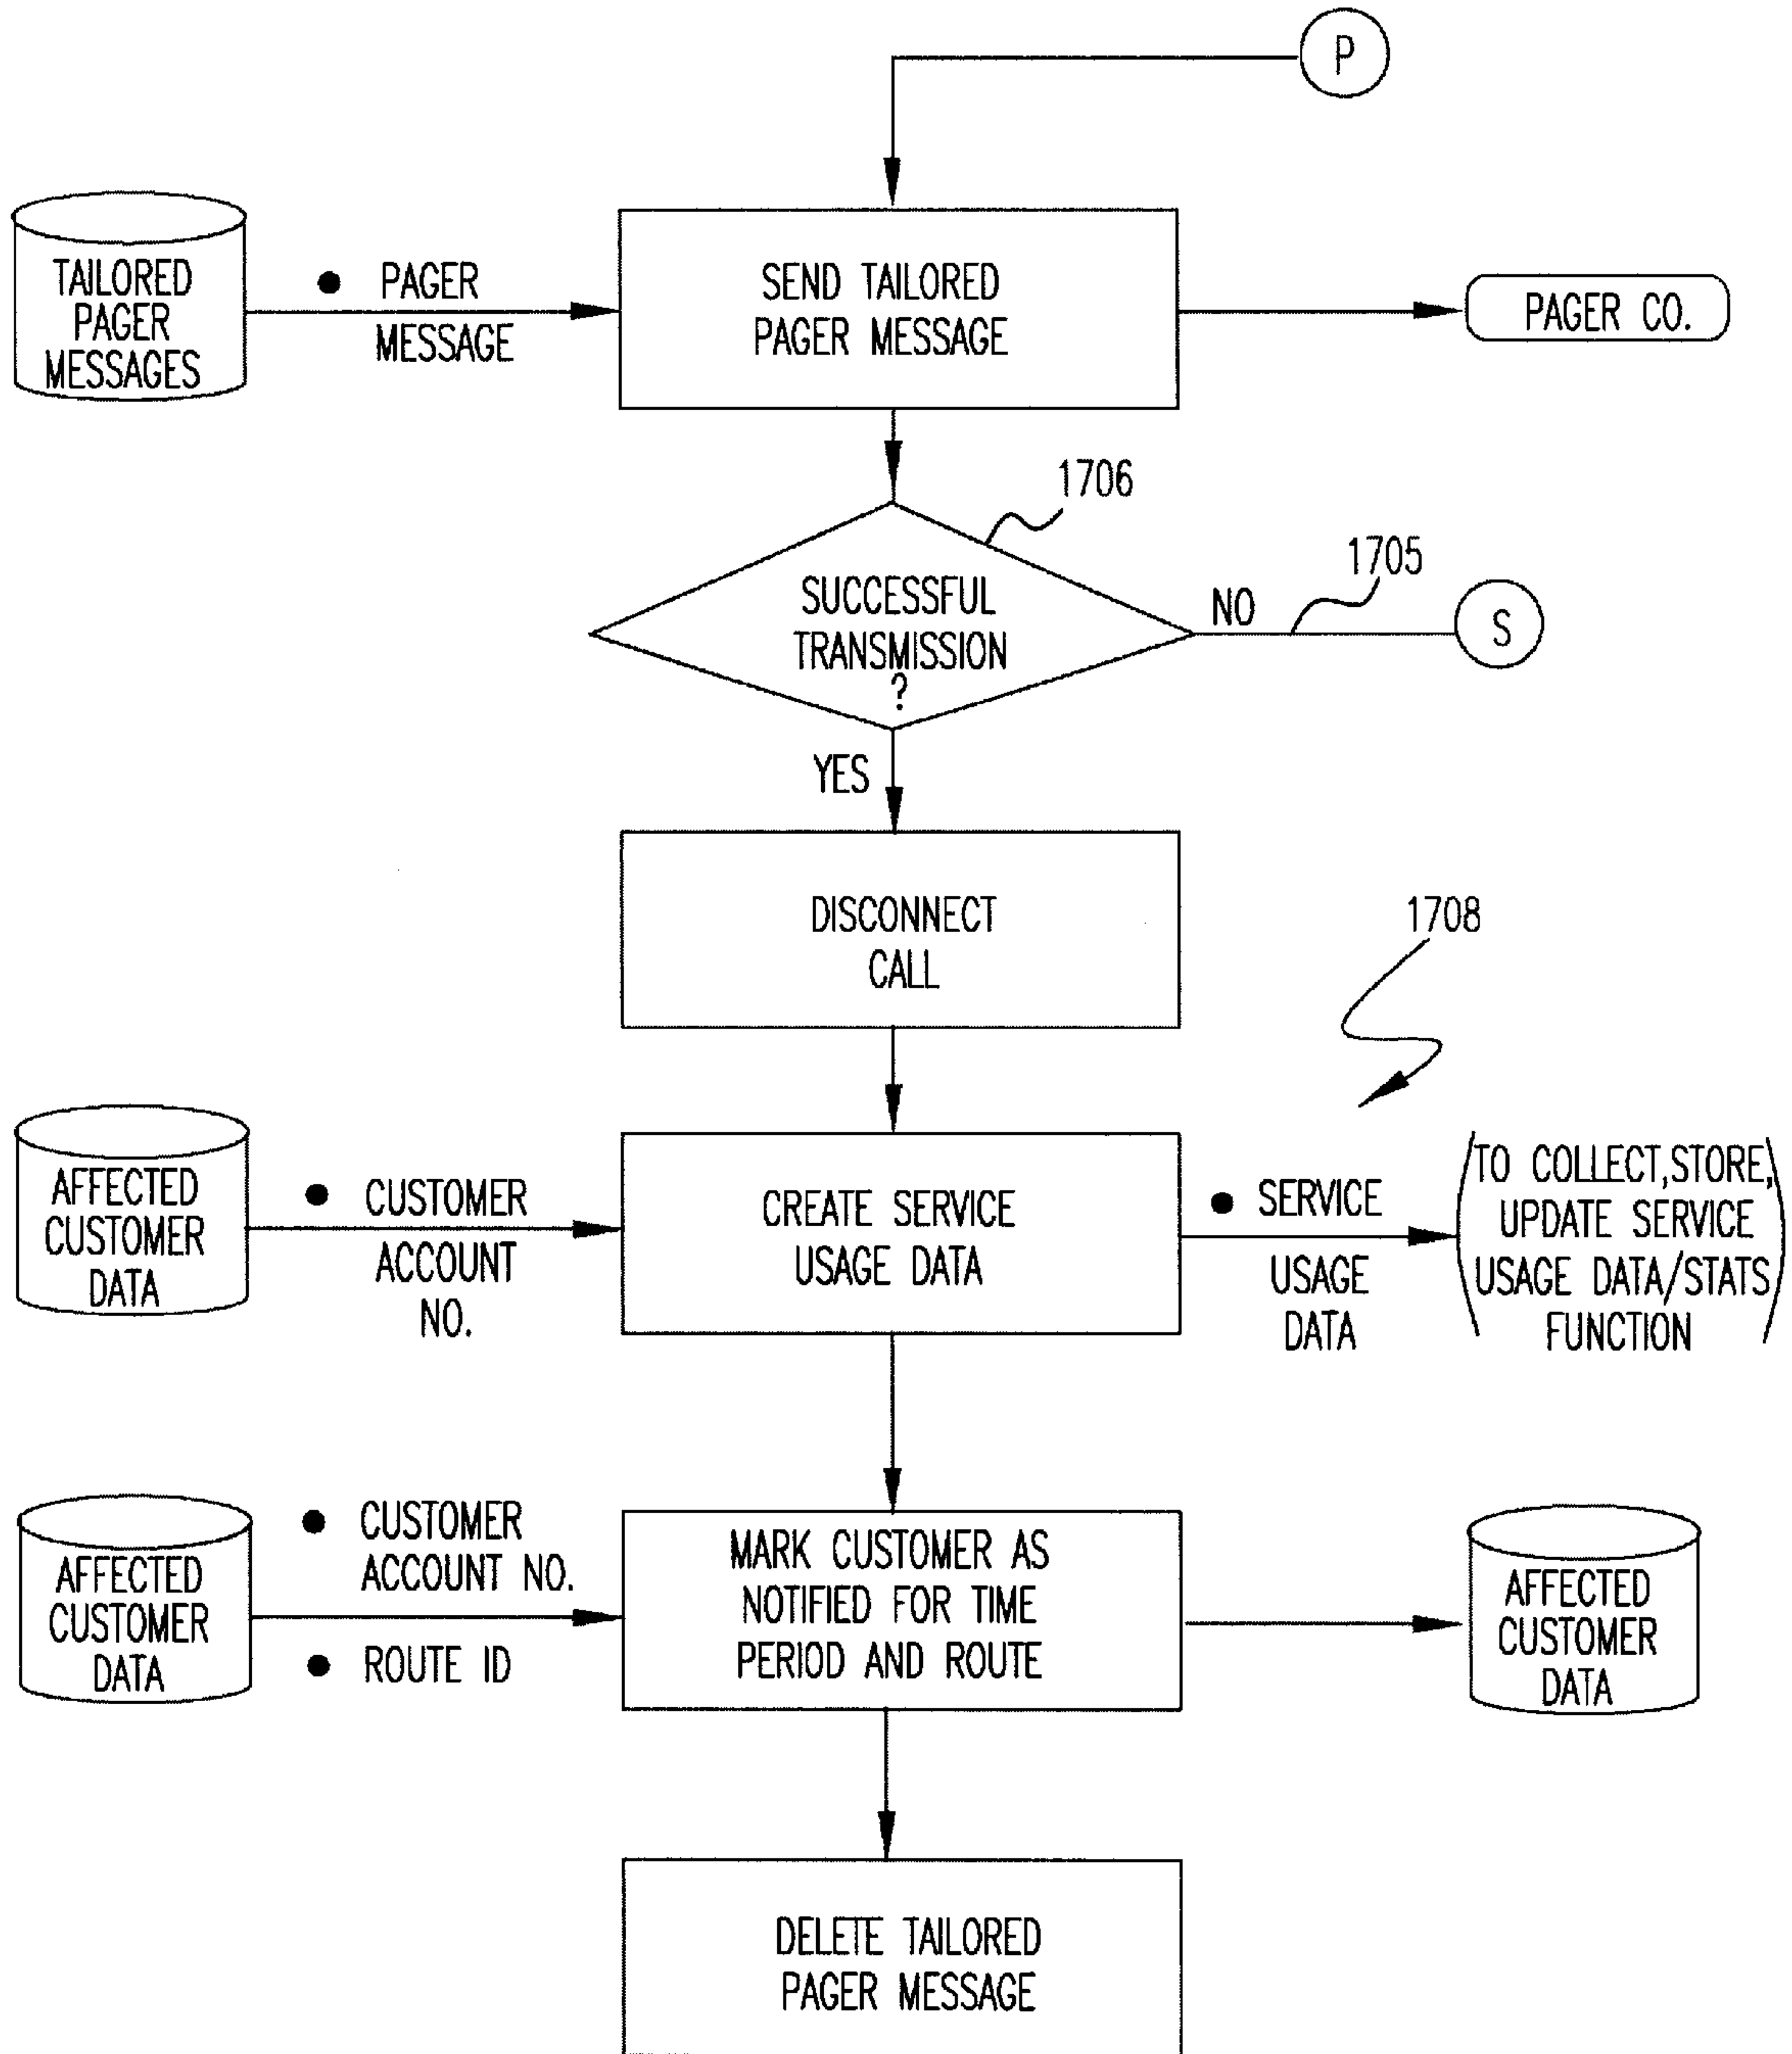 P
TAILORED
PAGER
MESSAGES
● PAGER
MESSAGE
SEND TAILORED
PAGER MESSAGE
PAGER CO.
1706
SUCCESSFUL
TRANSMISSION
?
NO
1705
S
YES
DISCONNECT
CALL
1708
AFFECTED
CUSTOMER
DATA
● CUSTOMER
ACCOUNT
NO.
CREATE SERVICE
USAGE DATA
● SERVICE
USAGE
DATA
(TO COLLECT,STORE,
UPDATE SERVICE
USAGE DATA/STATS
FUNCTION)
AFFECTED
CUSTOMER
DATA
● CUSTOMER
ACCOUNT NO.
● ROUTE ID
MARK CUSTOMER AS
NOTIFIED FOR TIME
PERIOD AND ROUTE
AFFECTED
CUSTOMER
DATA
DELETE TAILORED
PAGER MESSAGE